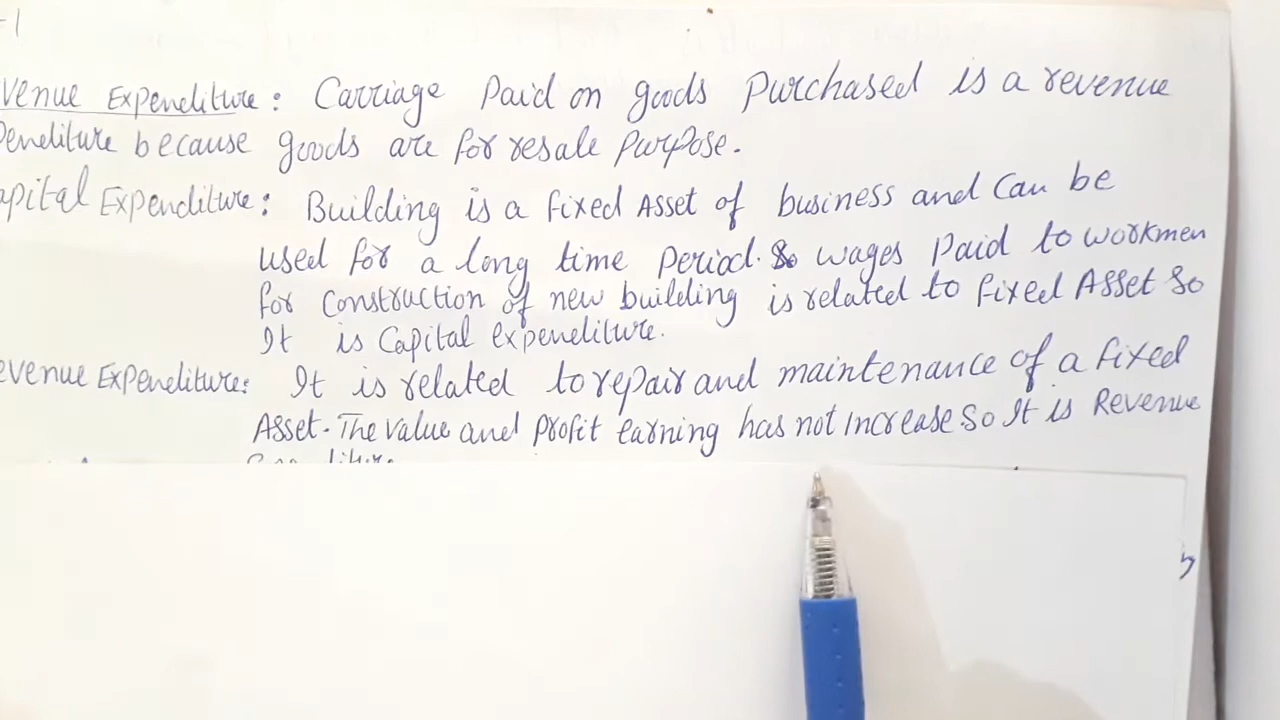 -1
venue Expenditure: Carriage Paid on goods Purchased is a revenue
penditure because goods are for resale Purpose.
apital Expenditure: Building is a fixed Asset of business and Can be
used for a long time Period. So wages Paid to workmen
for Construction of new building is related to fixed Asset So
It is Capital expenditure.
evenue Expenditure: It is related to repair and maintenance of a fixed
Asset. The value and Profit earning has not Increase. So It is Revenue